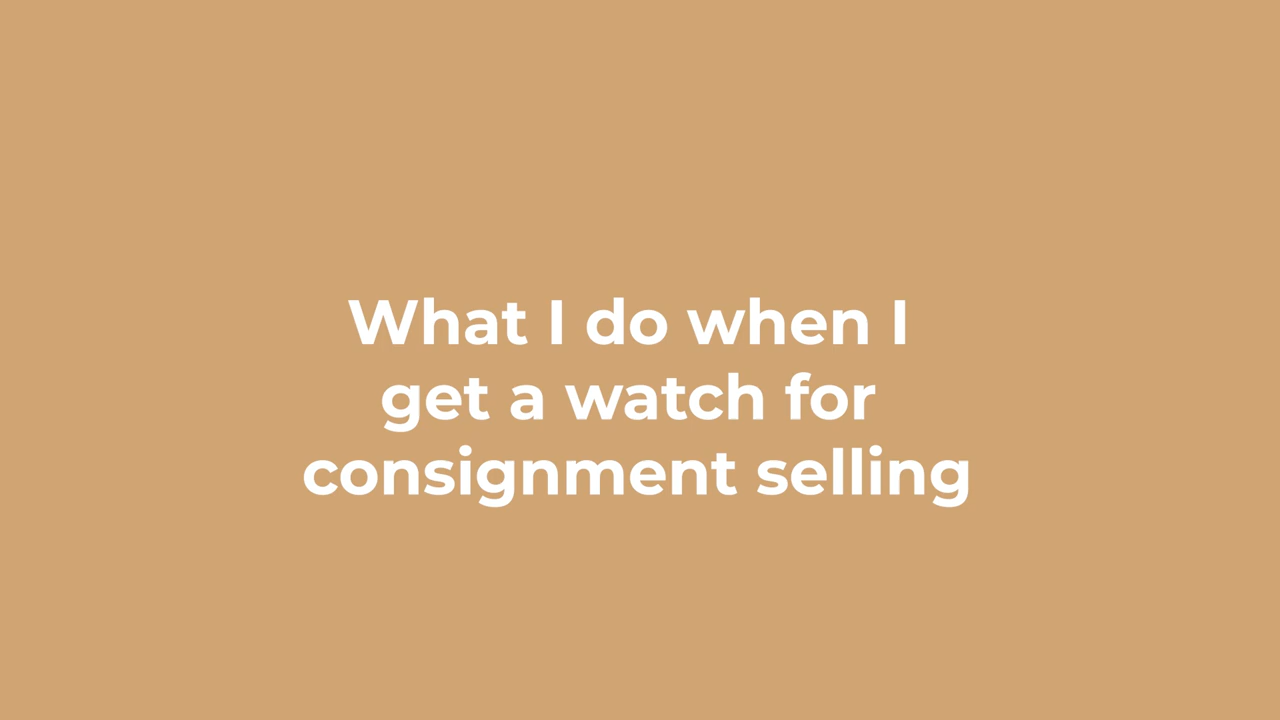 What I do when I
get a watch for
consignment selling